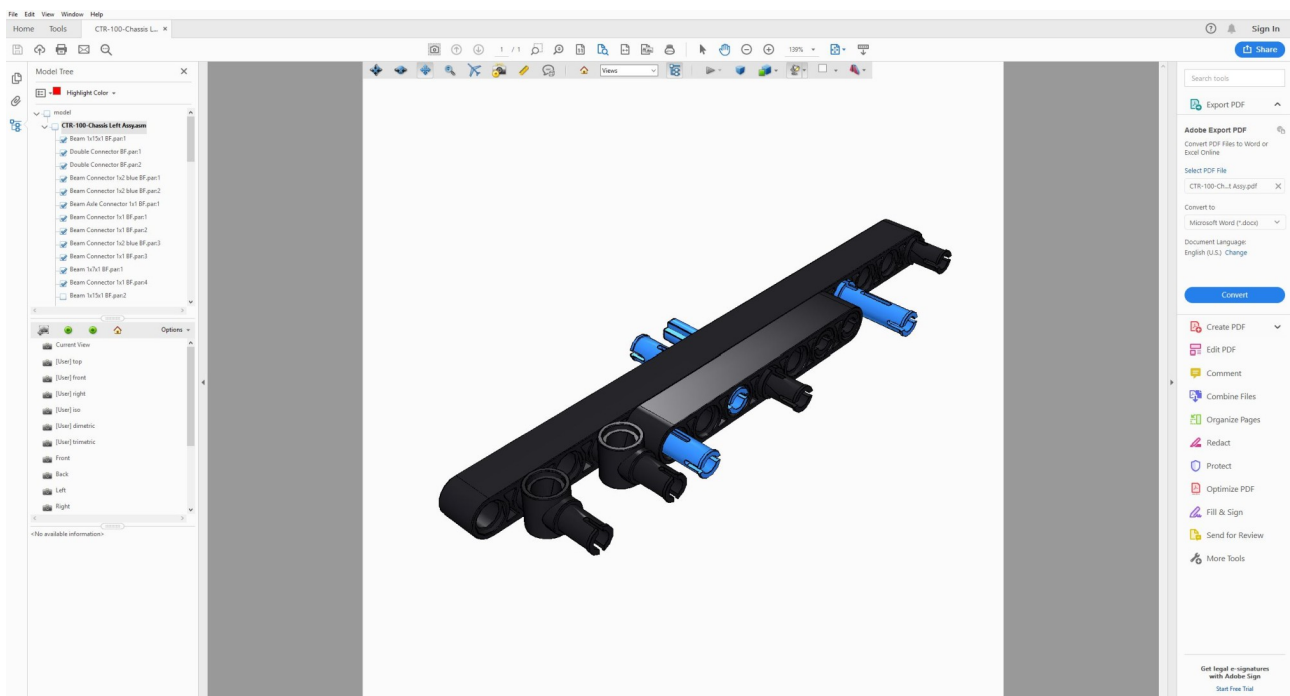 File Edit View Window Help
Home Tools CTR-100-Chassis L... ×
Sign In
1 / 1
139%
Share
Model Tree
Highlight Color
model
CTR-100-Chassis Left Assy.asm
Beam 1x15x1 BF.par:1
Double Connector BF.par:1
Double Connector BF.par:2
Beam Connector 1x2 blue BF.par:1
Beam Connector 1x2 blue BF.par:2
Beam Axle Connector 1x1 BF.par:1
Beam Connector 1x1 BF.par:1
Beam Connector 1x1 BF.par:2
Beam Connector 1x2 blue BF.par:3
Beam Connector 1x1 BF.par:3
Beam 1x7x1 BF.par:1
Beam Connector 1x1 BF.par:4
Beam 1x15x1 BF.par:2
Options
Current View
[User] top
[User] front
[User] right
[User] iso
[User] dimetric
[User] trimetric
Front
Back
Left
Right
<No available information>
Views
Search tools
Export PDF
Adobe Export PDF
Convert PDF Files to Word or
Excel Online
Select PDF File
CTR-100-Ch...t Assy.pdf
Convert to
Microsoft Word (*.docx)
Document Language:
English (U.S.) Change
Convert
Create PDF
Edit PDF
Comment
Combine Files
Organize Pages
Redact
Protect
Optimize PDF
Fill & Sign
Send for Review
More Tools
Get legal e-signatures
with Adobe Sign
Start Free Trial